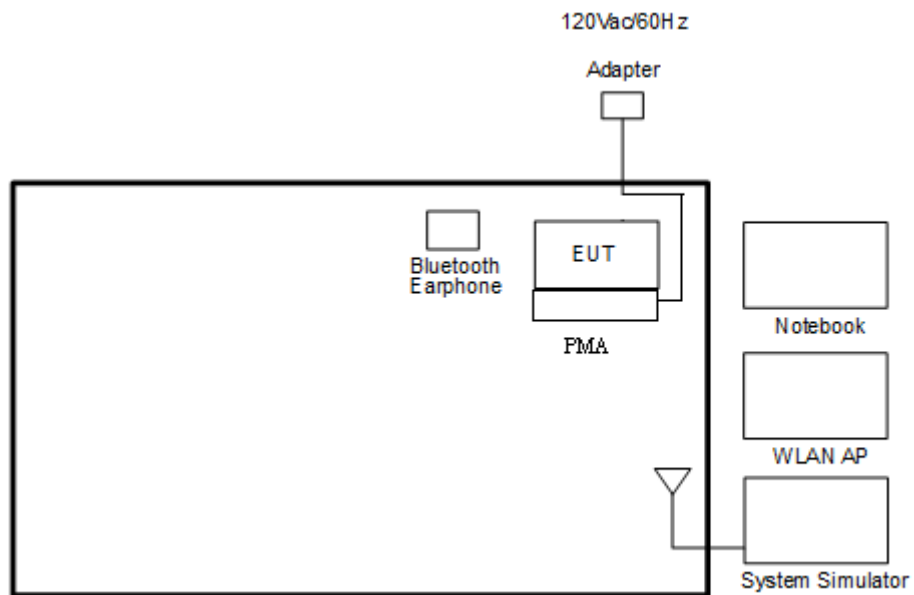 120Vac/60Hz
Adapter
EUT
Bluetooth
Earphone
Notebook
PMA
WLAN AP
System Simulator